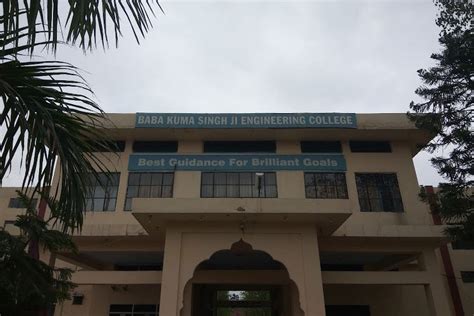 BABA KUMA SINGH JI ENGINEERING COLLEGE
Best Guidance For Brilliant Goals